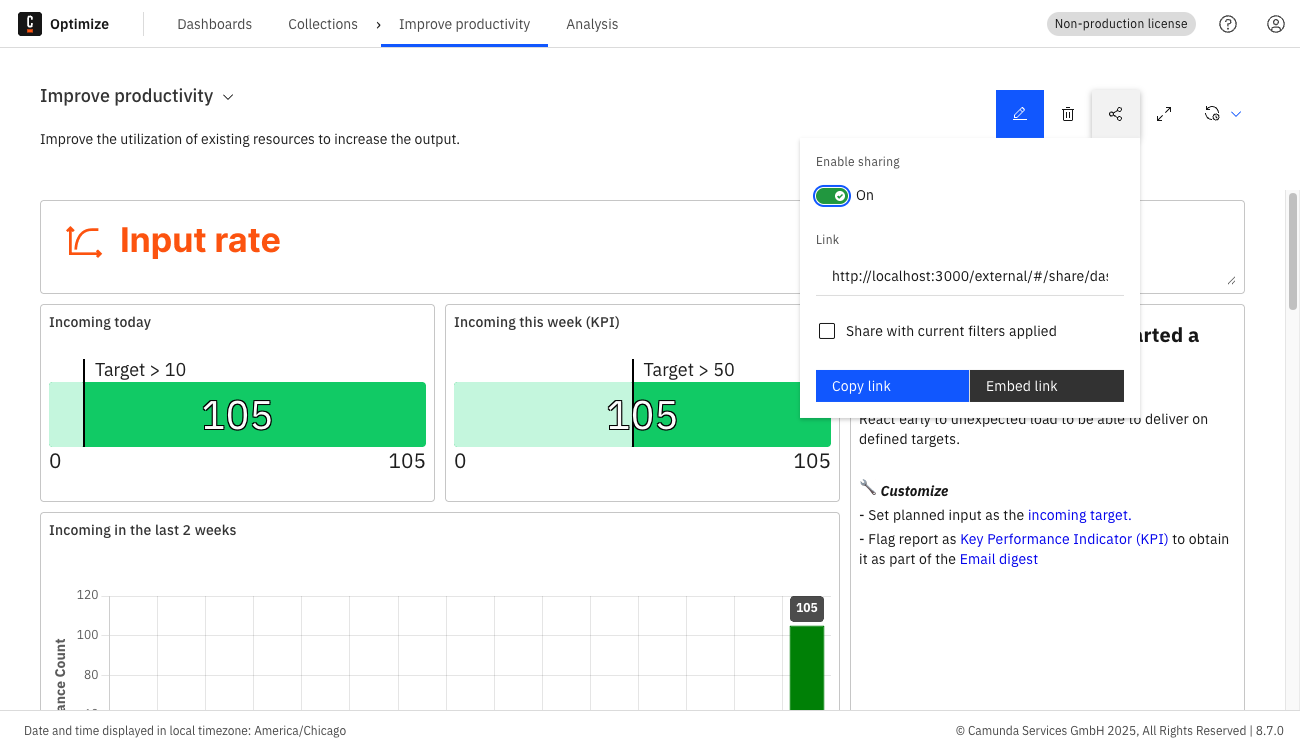 C Optimize Dashboards Collections › Improve productivity Analysis Non-production license
Improve productivity
Improve the utilization of existing resources to increase the output.
Enable sharing
On
Link
http://localhost:3000/external/#/share/das
Share with current filters applied
Copy link Embed link
Input rate
Incoming today
Target > 10
105
0 105
Incoming this week (KPI)
Target > 50
105
0 105
React early to unexpected load to be able to deliver on
defined targets.
Customize
- Set planned input as the incoming target.
- Flag report as Key Performance Indicator (KPI) to obtain
it as part of the Email digest
Incoming in the last 2 weeks
120
100
80
105
Date and time displayed in local timezone: America/Chicago
© Camunda Services GmbH 2025, All Rights Reserved | 8.7.0